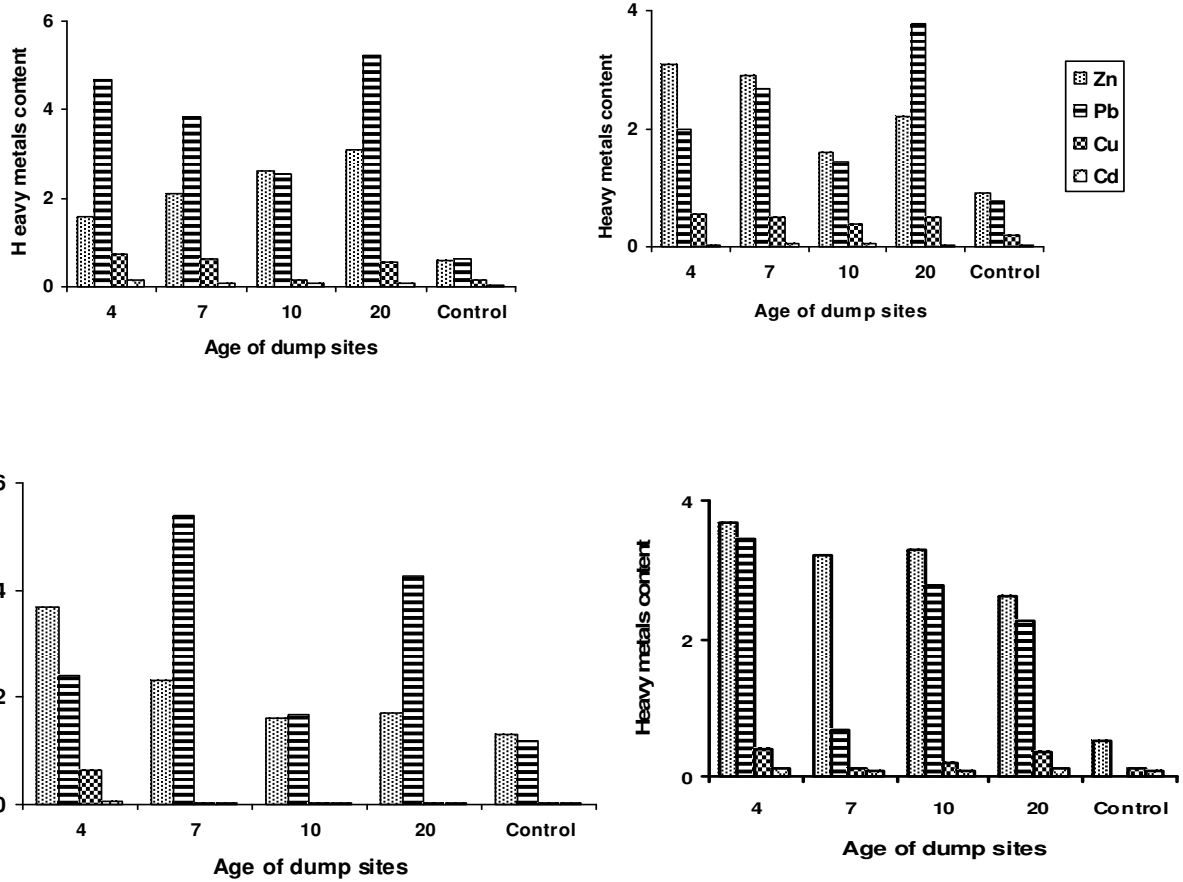 6
4
2
0
H eavy metals content
4 7 10 20 Control
Age of dump sites
4
2
0
Heavy metals content
4 7 10 20 Control
Age of dump sites
Zn
Pb
Cu
Cd
6
4
2
0
4 7 10 20 Control
Age of dump sites
4
2
0
Heavy metals content
4 7 10 20 Control
Age of dump sites